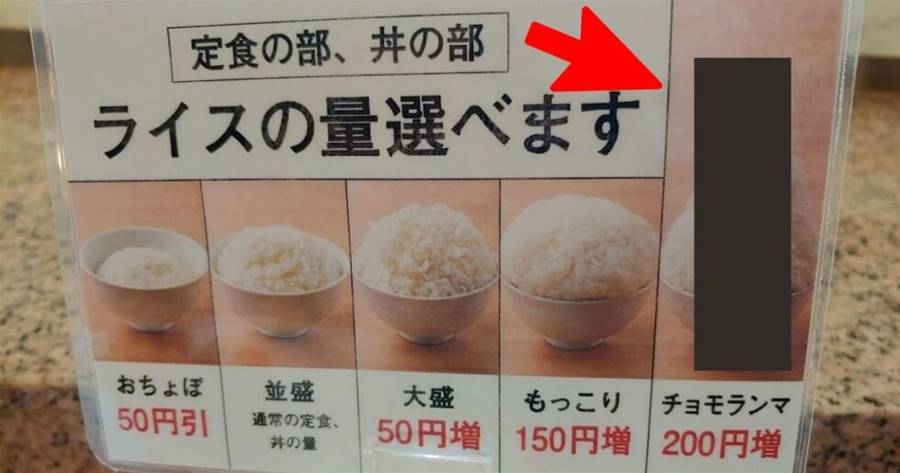 定食の部、丼の部
ライスの量選べます
おちょぼ
50円引
並盛
通常の定食、
丼の量
大盛
50円増
もっこり
150円増
チョモランマ
200円増